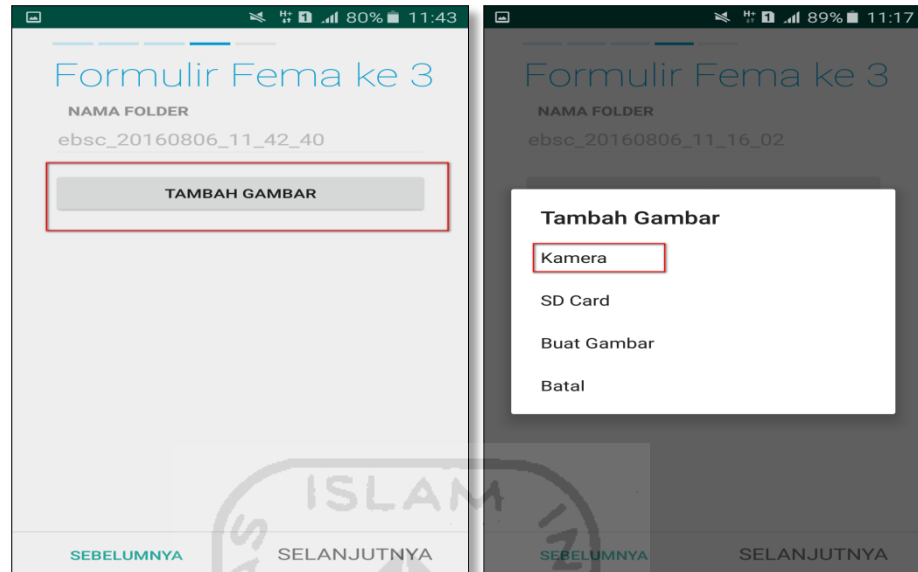 80% 11:43
Formulir Fema ke 3
NAMA FOLDER
ebsc_20160806_11_42_40
TAMBAH GAMBAR
SEBELUMNYA SELANJUTNYA
89% 11:17
Formulir Fema ke 3
NAMA FOLDER
ebsc_20160806_11_16_02
Tambah Gambar
Kamera
SD Card
Buat Gambar
Batal
SEBELUMNYA SELANJUTNYA
ISLAM